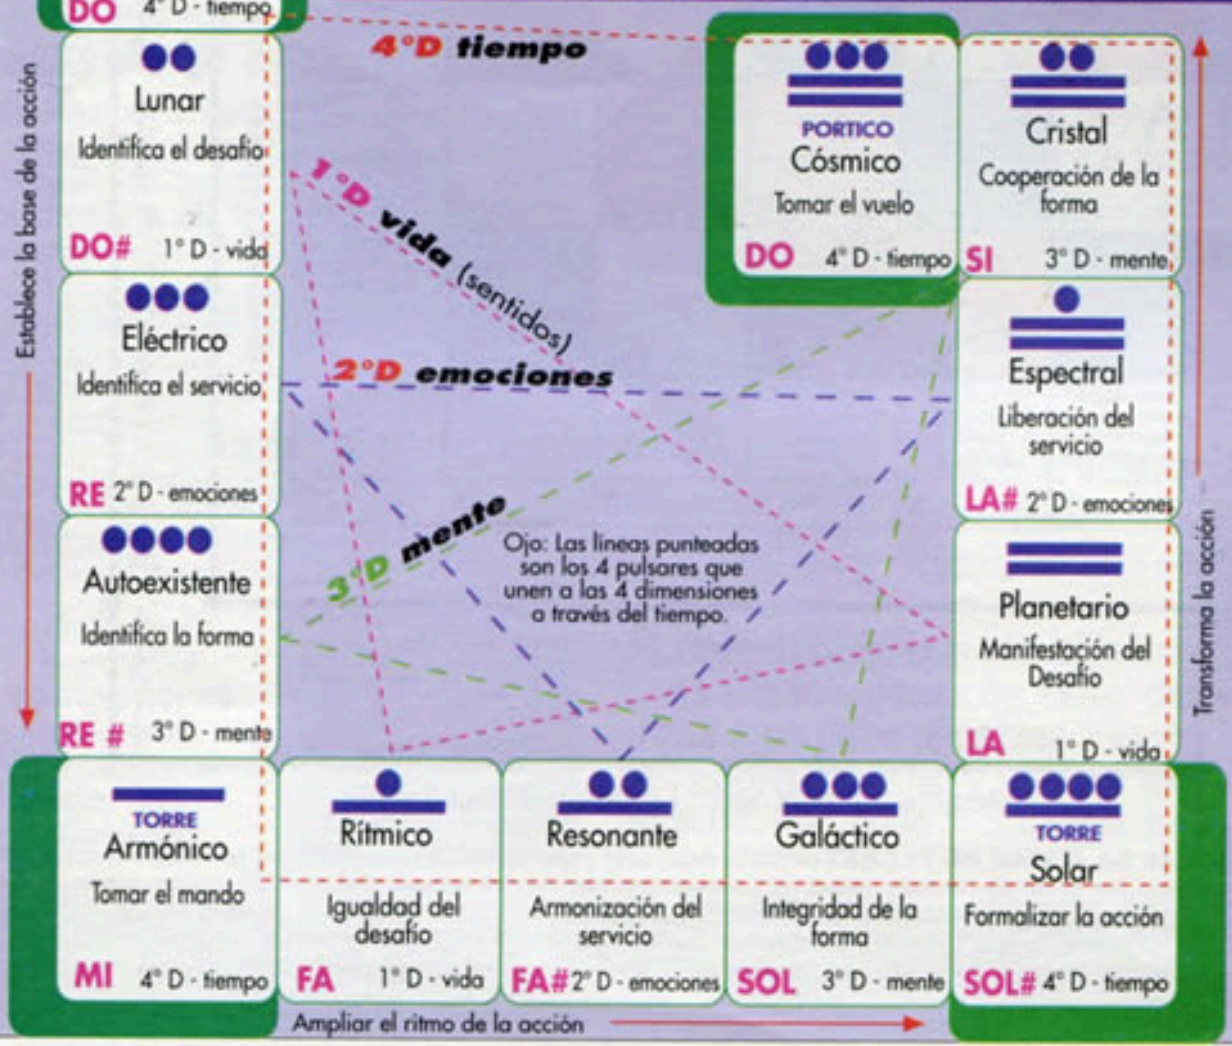 DO 4° D - tiempo
Lunar
Identifica el desafío
DO# 1° D - vida
Eléctrico
Identifica el servicio
RE 2° D - emociones
Autoexistente
Identifica la forma
RE # 3° D - mente
TORRE
Armónico
Tomar el mando
MI 4° D - tiempo
Rítmico
Igualdad del
desafío
FA 1° D - vida
Resonante
Armonización del
servicio
FA# 2° D - emociones
Galáctico
Integridad de la
forma
SOL 3° D - mente
TORRE
Solar
Formalizar la acción
SOL# 4° D - tiempo
Planetario
Manifestación del
Desafío
LA 1° D - vida
Espectral
Liberación del
servicio
LA# 2° D - emociones
Cristal
Cooperación de la
forma
SI 3° D - mente
PORTICO
Cósmico
Tomar el vuelo
DO 4° D - tiempo
4°D tiempo
1°D vida (sentidos)
2°D emociones
3°D mente
Ojo: Las líneas punteadas
son los 4 pulsares que
unen a las 4 dimensiones
a través del tiempo.
Establece la base de la acción
Ampliar el ritmo de la acción
Transforma la acción